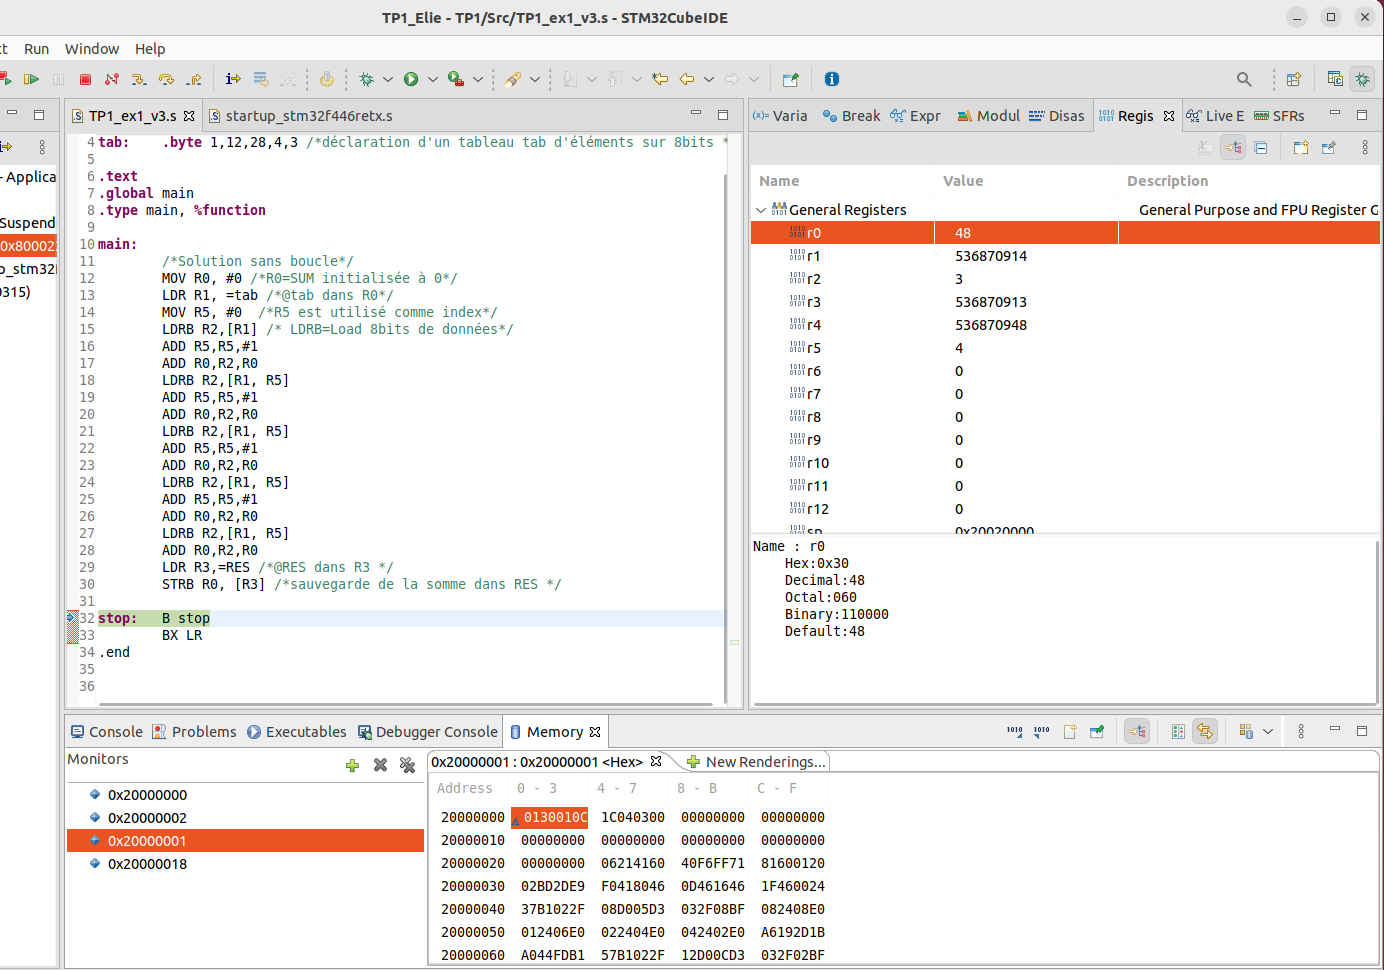 TP1_Elie - TP1/Src/TP1_ex1_v3.s - STM32CubeIDE
ct Run Window Help
TP1_ex1_v3.s startup_stm32f446retx.s
4 tab: .byte 1,12,28,4,3 /*déclaration d'un tableau tab d'éléments sur 8bits *
5
6 .text
7 .global main
8 .type main, %function
9
10 main:
11 /*Solution sans boucle*/
12 MOV R0, #0 /*R0=SUM initialisée à 0*/
13 LDR R1, =tab /*@tab dans R0*/
14 MOV R5, #0 /*R5 est utilisé comme index*/
15 LDRB R2,[R1] /* LDRB=Load 8bits de données*/
16 ADD R5,R5,#1
17 ADD R0,R2,R0
18 LDRB R2,[R1, R5]
19 ADD R5,R5,#1
20 ADD R0,R2,R0
21 LDRB R2,[R1, R5]
22 ADD R5,R5,#1
23 ADD R0,R2,R0
24 LDRB R2,[R1, R5]
25 ADD R5,R5,#1
26 ADD R0,R2,R0
27 LDRB R2,[R1, R5]
28 ADD R0,R2,R0
29 LDR R3,=RES /*@RES dans R3 */
30 STRB R0, [R3] /*sauvegarde de la somme dans RES */
31
32 stop: B stop
33 BX LR
34 .end
35
36
- Applica
Suspend
0x80002
o_stm32
0315)
Varia Break Expr Modul Disas Regis Live E SFRs
Name Value Description
General Registers General Purpose and FPU Register G
r0 48
r1 536870914
r2 3
r3 536870913
r4 536870948
r5 4
r6 0
r7 0
r8 0
r9 0
r10 0
r11 0
r12 0
sp 0x20020000
Name : r0
Hex:0x30
Decimal:48
Octal:060
Binary:110000
Default:48
Console Problems Executables Debugger Console Memory
Monitors
0x20000000
0x20000002
0x20000001
0x20000018
0x20000001 : 0x20000001 <Hex> New Renderings...
Address 0 - 3 4 - 7 8 - B C - F
20000000 0130010C 1C040300 00000000 00000000
20000010 00000000 00000000 00000000 00000000
20000020 00000000 06214160 40F6FF71 81600120
20000030 02BD2DE9 F0418046 0D461646 1F460024
20000040 37B1022F 08D005D3 032F08BF 082408E0
20000050 012406E0 022404E0 042402E0 A6192D1B
20000060 A044FDB1 57B1022F 12D00CD3 032F02BF